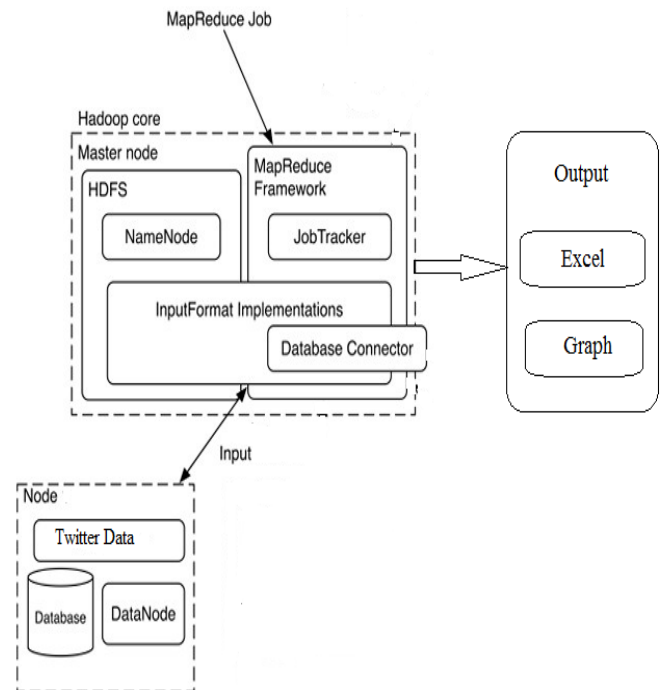 MapReduce Job
Hadoop core
Master node
HDFS
NameNode
MapReduce
Framework
JobTracker
InputFormat Implementations
Database Connector
Output
Excel
Graph
Input
Node
Twitter Data
Database
DataNode